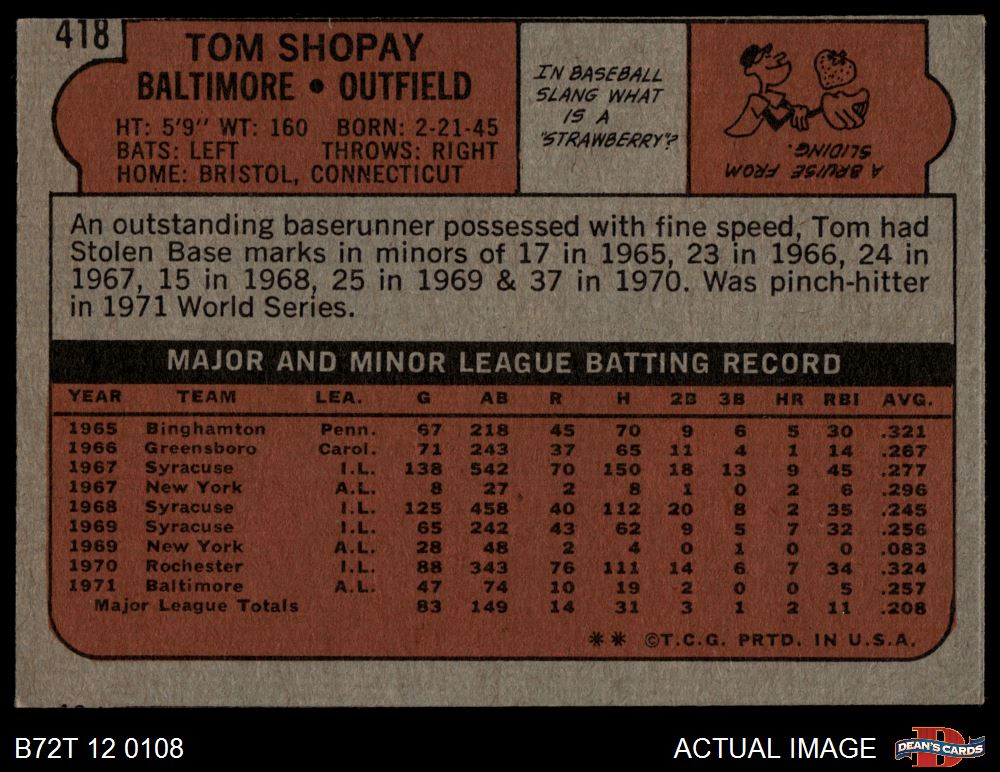 418
TOM SHOPAY
BALTIMORE • OUTFIELD
HT: 5'9" WT: 160 BORN: 2-21-45
BATS: LEFT THROWS: RIGHT
HOME: BRISTOL, CONNECTICUT
IN BASEBALL
SLANG WHAT
IS A
"STRAWBERRY"?
A BRUISE FROM
SLIDING.
An outstanding baserunner possessed with fine speed, Tom had
Stolen Base marks in minors of 17 in 1965, 23 in 1966, 24 in
1967, 15 in 1968, 25 in 1969 & 37 in 1970. Was pinch-hitter
in 1971 World Series.
MAJOR AND MINOR LEAGUE BATTING RECORD
YEAR TEAM LEA. G AB R H 2B 3B HR RBI AVG.
1965 Binghamton Penn. 67 218 45 70 9 6 5 30 .321
1966 Greensboro Carol. 71 243 37 65 11 4 1 14 .267
1967 Syracuse I.L. 138 542 70 150 18 13 9 45 .277
1967 New York A.L. 8 27 2 8 1 0 2 6 .296
1968 Syracuse I.L. 125 458 40 112 20 8 2 35 .245
1969 Syracuse I.L. 65 242 43 62 9 5 7 32 .256
1969 New York A.L. 28 48 2 4 0 1 0 0 .083
1970 Rochester I.L. 88 343 76 111 14 6 7 34 .324
1971 Baltimore A.L. 47 74 10 19 2 0 0 5 .257
Major League Totals 83 149 14 31 3 1 2 11 .208
** ©T.C.G. PRTD. IN U.S.A.
B72T 12 0108
ACTUAL IMAGE
DEAN'S CARDS